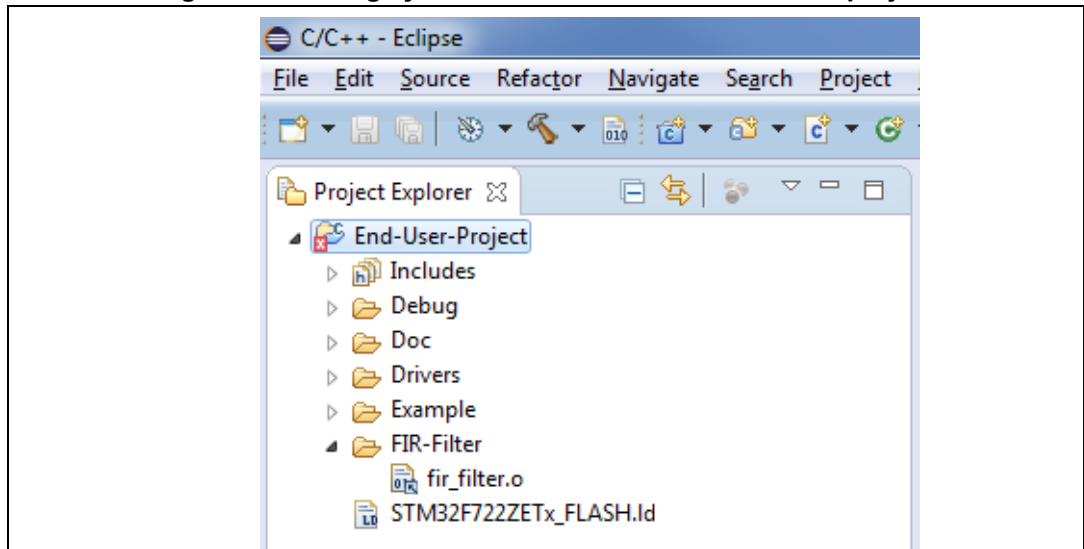 C/C++ - Eclipse
File Edit Source Refactor Navigate Search Project
010
Project Explorer
End-User-Project
Includes
Debug
Doc
Drivers
Example
FIR-Filter
fir_filter.o
STM32F722ZETx_FLASH.ld